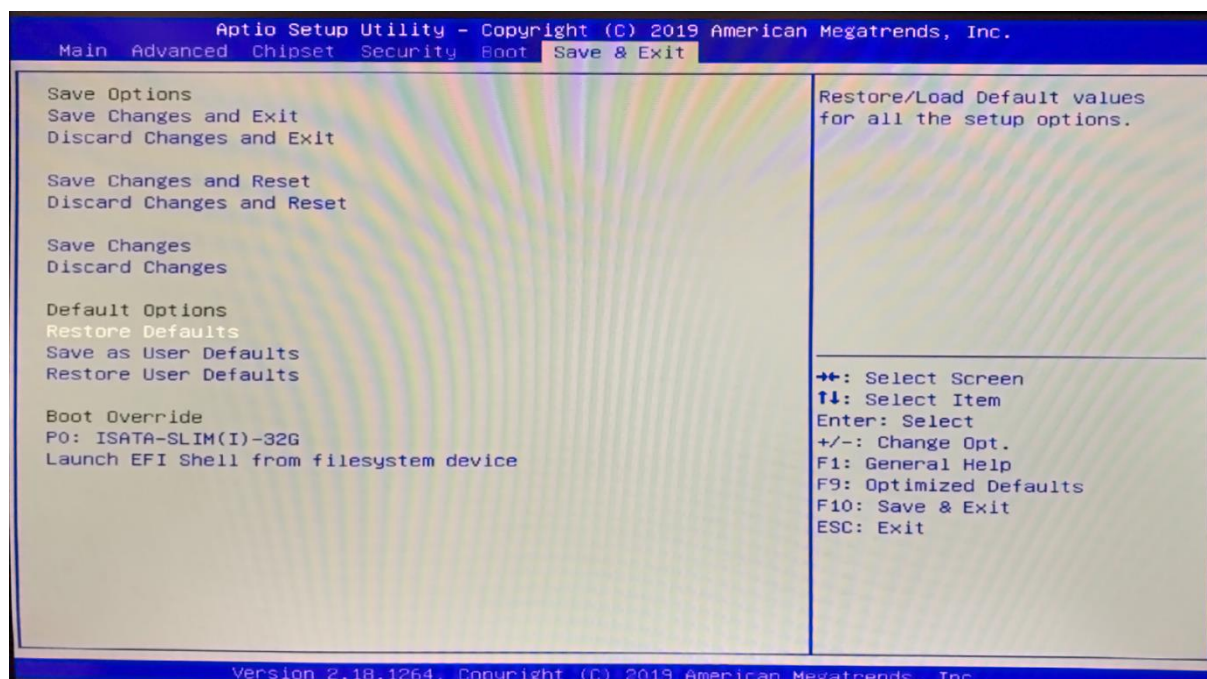 Aptio Setup Utility – Copyright (C) 2019 American Megatrends, Inc.
Main Advanced Chipset Security Boot Save & Exit
Save Options
Save Changes and Exit
Discard Changes and Exit
Save Changes and Reset
Discard Changes and Reset
Save Changes
Discard Changes
Default Options
Restore Defaults
Save as User Defaults
Restore User Defaults
Boot Override
P0: ISATA-SLIM(I)-32G
Launch EFI Shell from filesystem device
Restore/Load Default values
for all the setup options.
→←: Select Screen
↑↓: Select Item
Enter: Select
+/-: Change Opt.
F1: General Help
F9: Optimized Defaults
F10: Save & Exit
ESC: Exit
Version 2.18.1264. Copyright (C) 2019 American Megatrends, Inc.